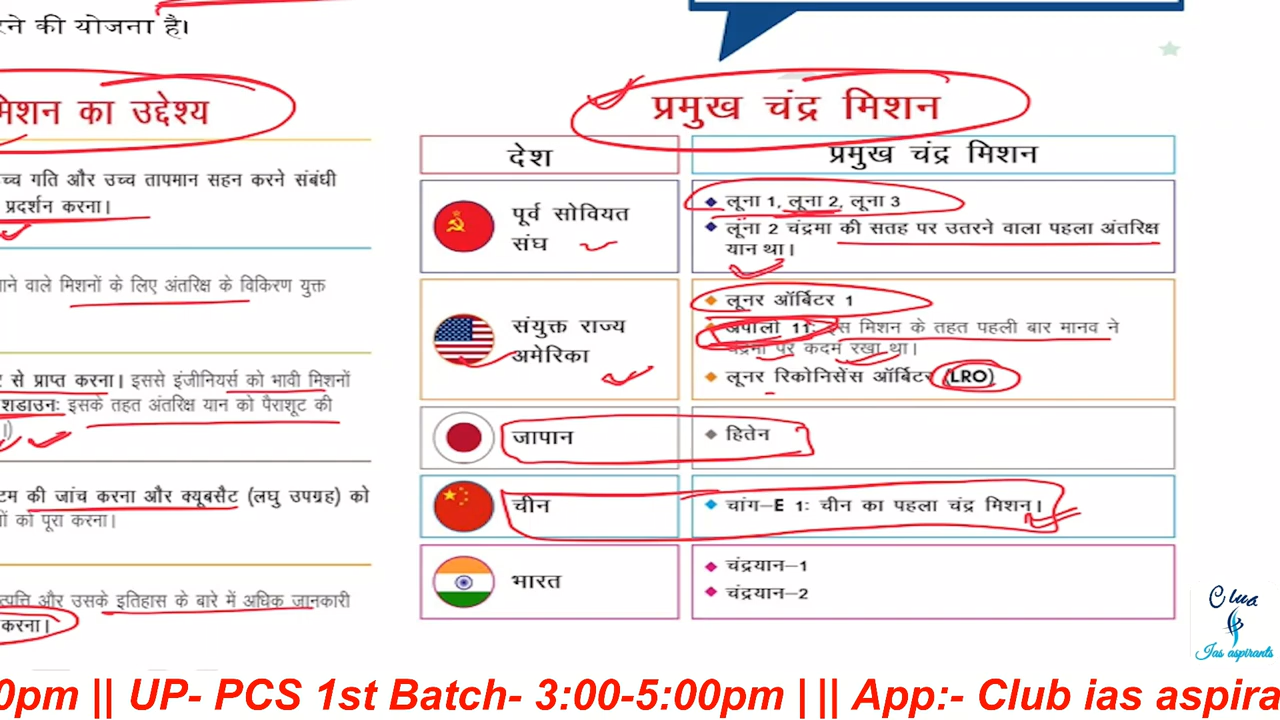 रने की योजना है।
मिशन का उद्देश्य
उच्च गति और उच्च तापमान सहन करने संबंधी
प्रदर्शन करना।
वाले मिशनों के लिए अंतरिक्ष के विकिरण युक्त
से प्राप्त करना। इससे इंजीनियर्स को भावी मिशनों
इसके तहत अंतरिक्ष यान को पैराशूट की
की जांच करना और क्यूबसैट (लघु उपग्रह) को
को पूरा करना।
और उसके इतिहास के बारे में अधिक जानकारी
करना।
प्रमुख चंद्र मिशन
देश
प्रमुख चंद्र मिशन
पूर्व सोवियत
संघ
लूना 1, लूना 2, लूना 3
लूना 2 चंद्रमा की सतह पर उतरने वाला पहला अंतरिक्ष
यान था।
संयुक्त राज्य
अमेरिका
लूनर ऑर्बिटर 1
अपोलो 11: इस मिशन के तहत पहली बार मानव ने
चंद्रमा पर कदम रखा था।
लूनर रिकोनिसेंस ऑर्बिटर (LRO)
जापान
हितेन
चीन
चांग–E 1: चीन का पहला चंद्र मिशन।
भारत
चंद्रयान–1
चंद्रयान–2
Club
Ias aspirants
0pm || UP- PCS 1st Batch- 3:00-5:00pm | || App:- Club ias aspira